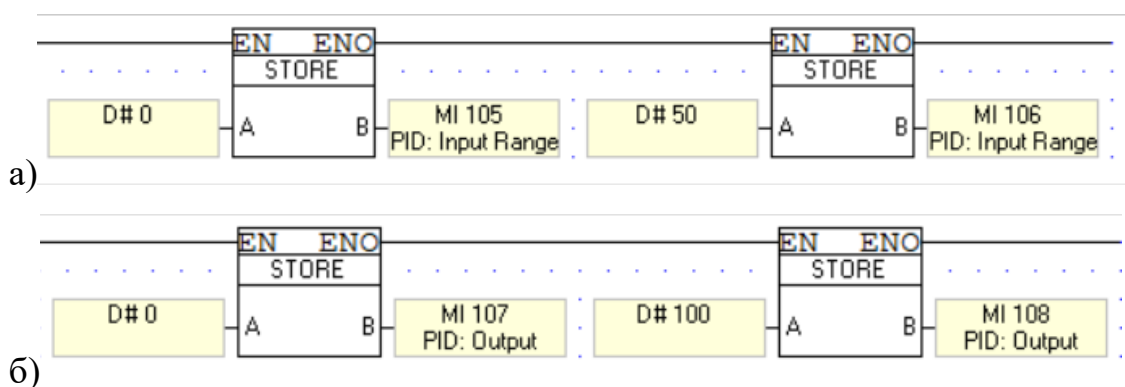 EN ENO EN ENO
STORE STORE
D# 0 MI 105 D# 50 MI 106
A B PID: Input Range A B PID: Input Range
а)
EN ENO EN ENO
STORE STORE
D# 0 MI 107 D# 100 MI 108
A B PID: Output A B PID: Output
б)